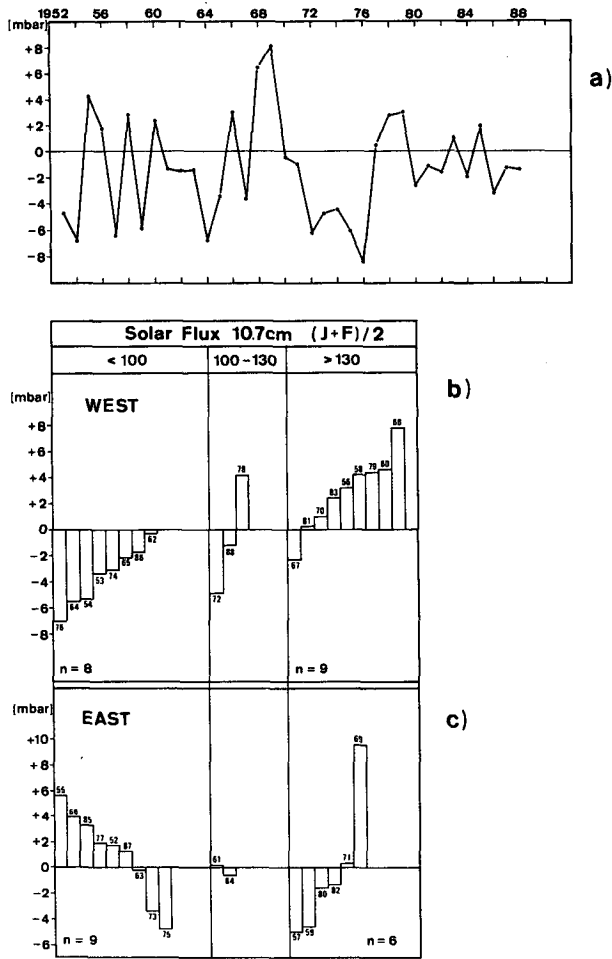 1952 56 60 64 68 72 76 80 84 88
[mbar]
+8
+6
+4
+2
0
-2
-4
-6
-8
a)
Solar Flux 10.7cm (J+F)/2
< 100 100-130 >130
[mbar]
WEST
b)
+8
+6
+4
+2
0
-2
-4
-6
-8
76 64 54 53 74 65 86 62
72 88 78
67 81 70 83 56 58 79 60 68
n = 8 n = 9
[mbar]
EAST
c)
+10
+8
+6
+4
+2
0
-2
-4
-6
55 66 85 77 52 87 63 73 75
61 84
57 59 80 82 71 69
n = 9 n = 6